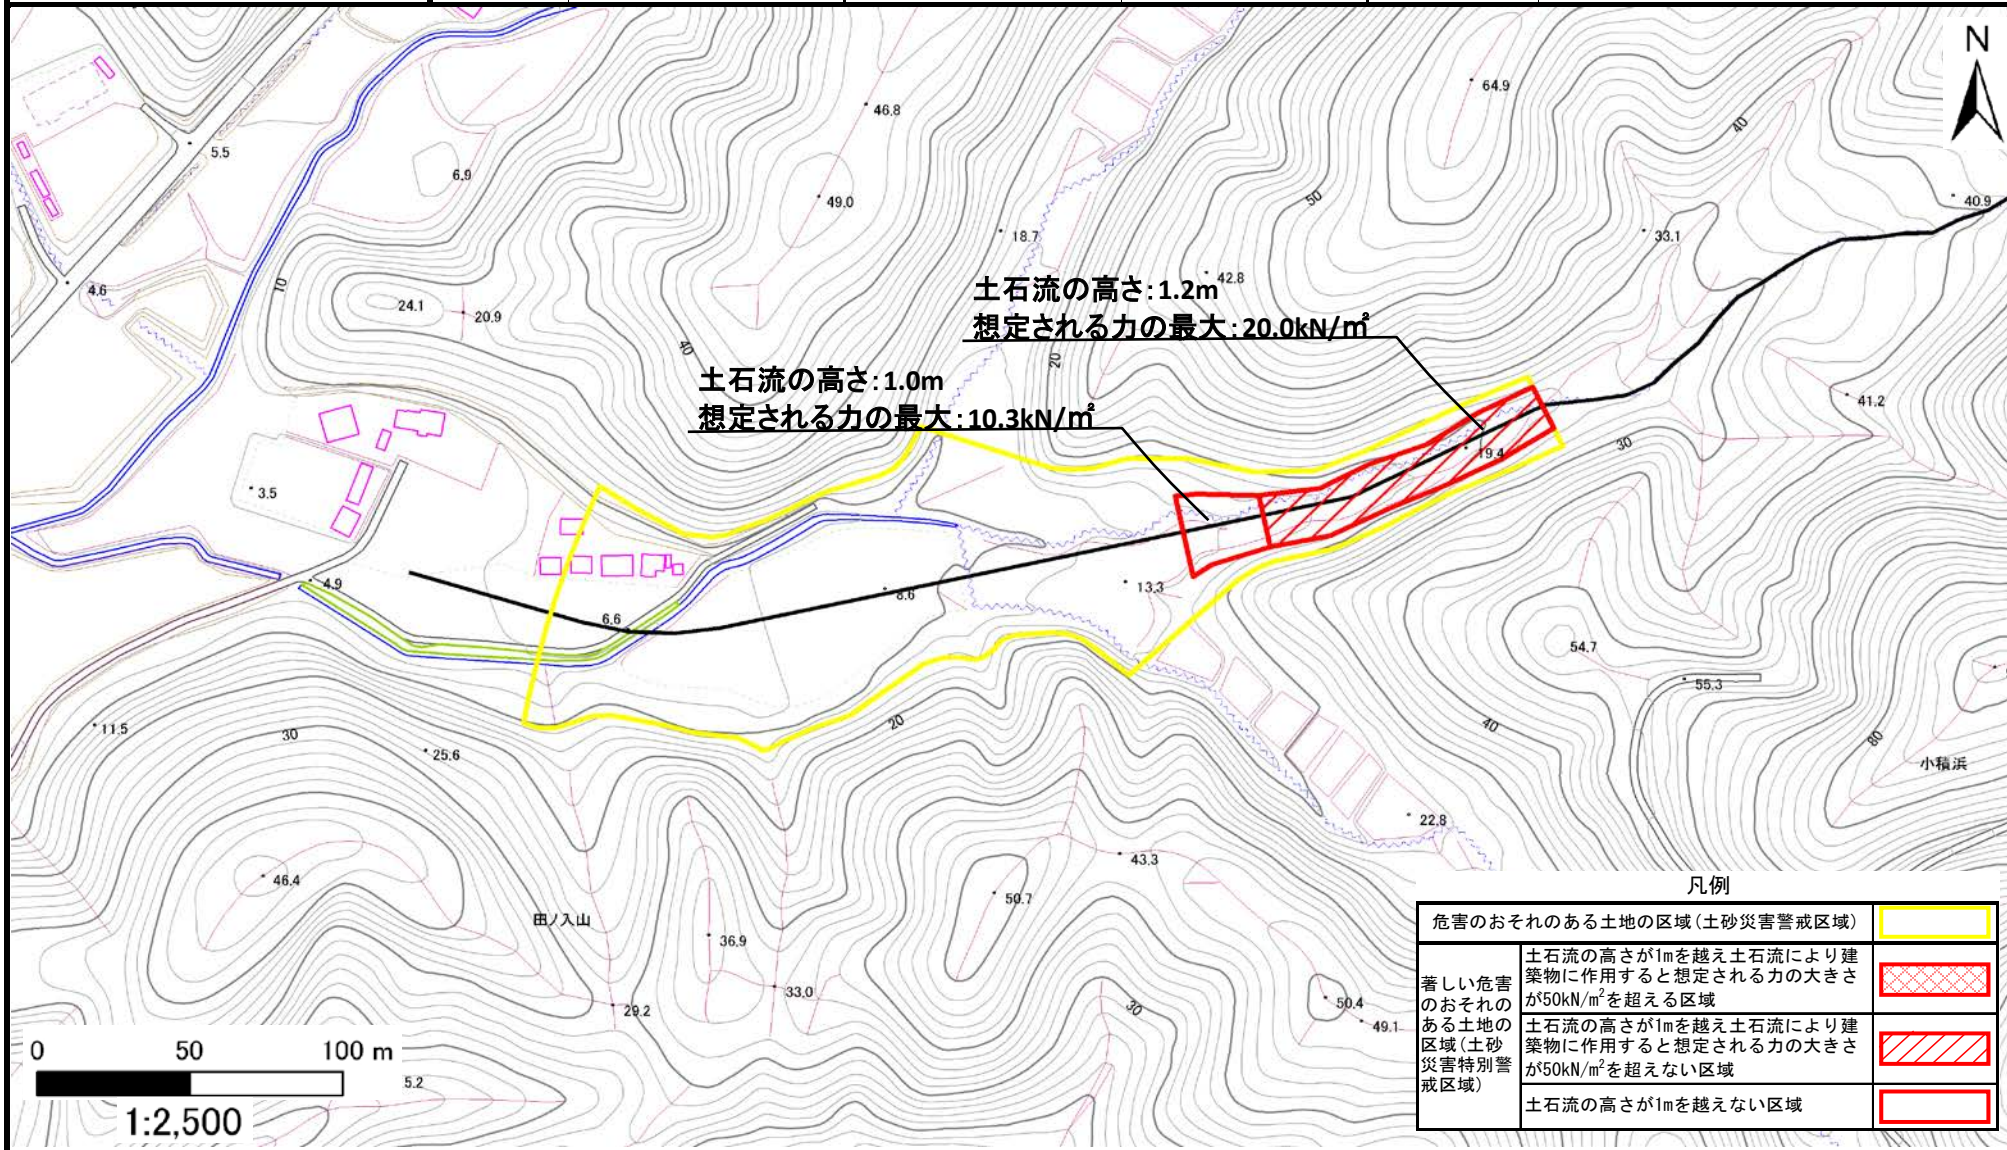 N
64.9
40
46.8
5.5
6.9
50
49.0
40.9
18.7
33.1
42.8
4.6
10
土石流の高さ:1.2m
想定される力の最大:20.0kN/㎡
24.1
20.9
40
20
土石流の高さ:1.0m
想定される力の最大:10.3kN/㎡
41.2
30
19.4
3.5
4.9
8.6
13.3
6.6
54.7
55.3
11.5
30
25.6
20
40
80
小積浜
22.8
43.3
46.4
50.7
田ノ入山
36.9
33.0
29.2
30
50.4
49.1
5.2
0 50 100 m
1:2,500
凡例
危害のおそれのある土地の区域(土砂災害警戒区域)
著しい危害
のおそれの
ある土地の
区域(土砂
災害特別警
戒区域)
土石流の高さが1mを越え土石流により建
築物に作用すると想定される力の大きさ
が50kN/m²を超える区域
土石流の高さが1mを越え土石流により建
築物に作用すると想定される力の大きさ
が50kN/m²を超えない区域
土石流の高さが1mを越えない区域